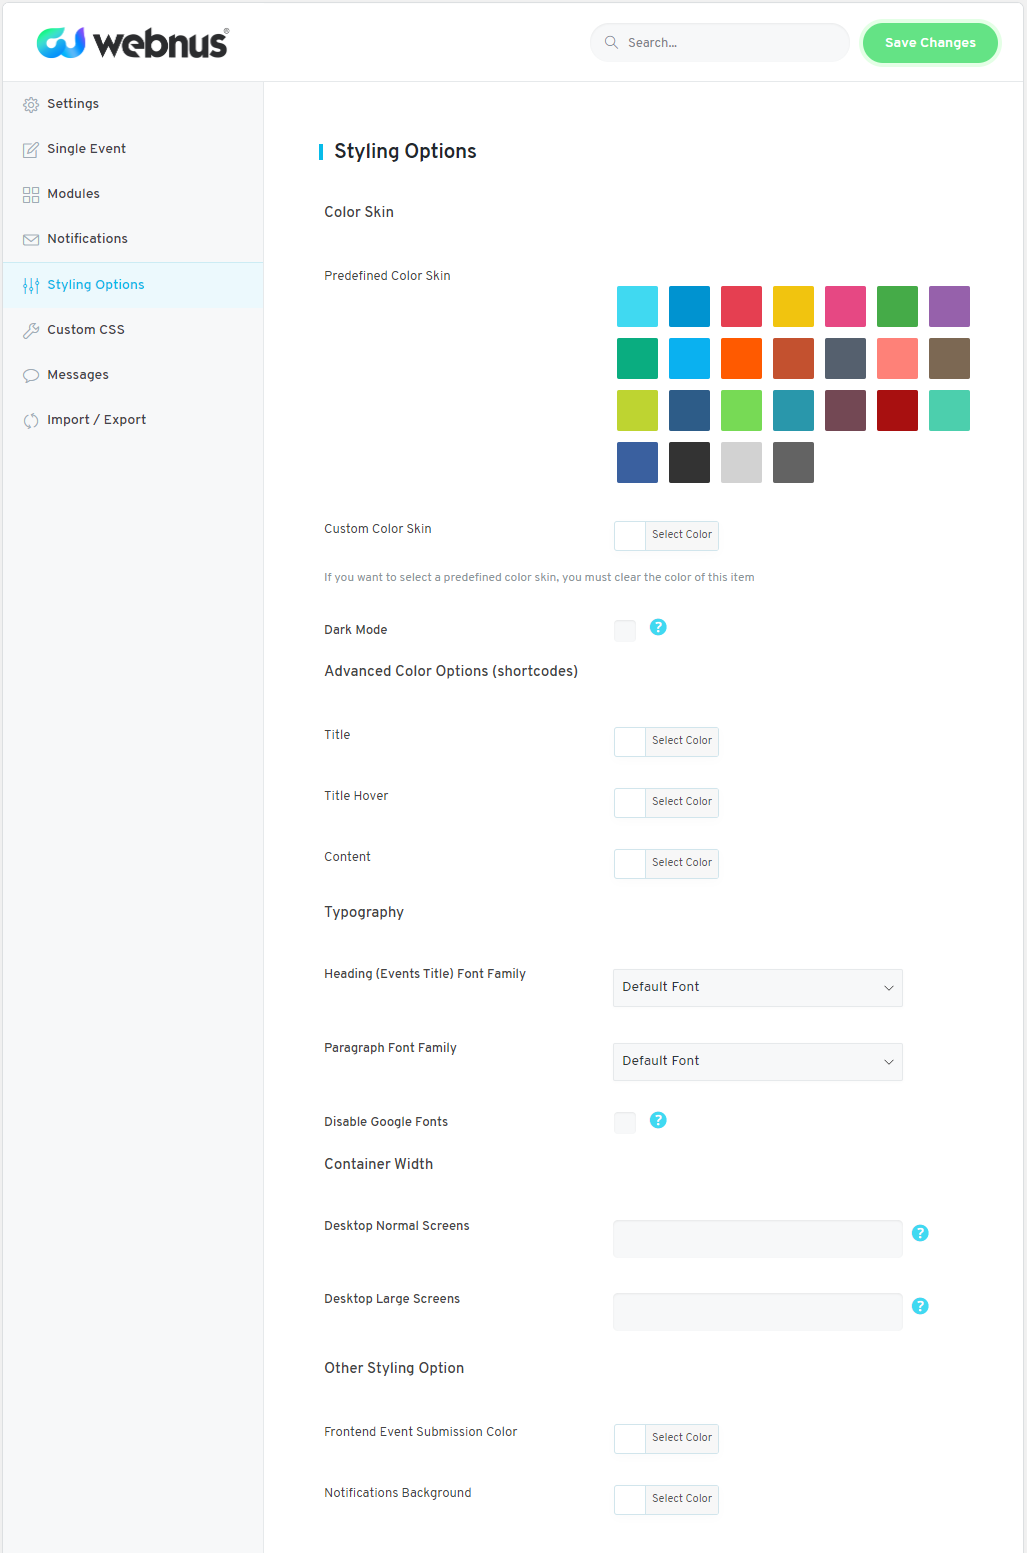 webnus®
Search...
Save Changes
Settings
Single Event
Modules
Notifications
Styling Options
Custom CSS
Messages
Import / Export
Styling Options
Color Skin
Predefined Color Skin
Custom Color Skin
Select Color
If you want to select a predefined color skin, you must clear the color of this item
Dark Mode
?
Advanced Color Options (shortcodes)
Title
Select Color
Title Hover
Select Color
Content
Select Color
Typography
Heading (Events Title) Font Family
Default Font
Paragraph Font Family
Default Font
Disable Google Fonts
?
Container Width
Desktop Normal Screens
?
Desktop Large Screens
?
Other Styling Option
Frontend Event Submission Color
Select Color
Notifications Background
Select Color